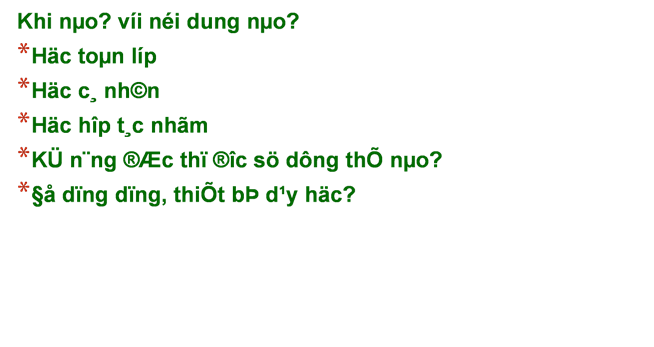 Khi nµo? víi néi dung nµo?
* Häc toµn líp
* Häc c¸ nh©n
* Häc hîp t¸c nhãm
* KÜ n¨ng ®Æc thï ®­îc sö dông thÕ nµo?
* §å dïng dïng, thiÕt bÞ d¹y häc?